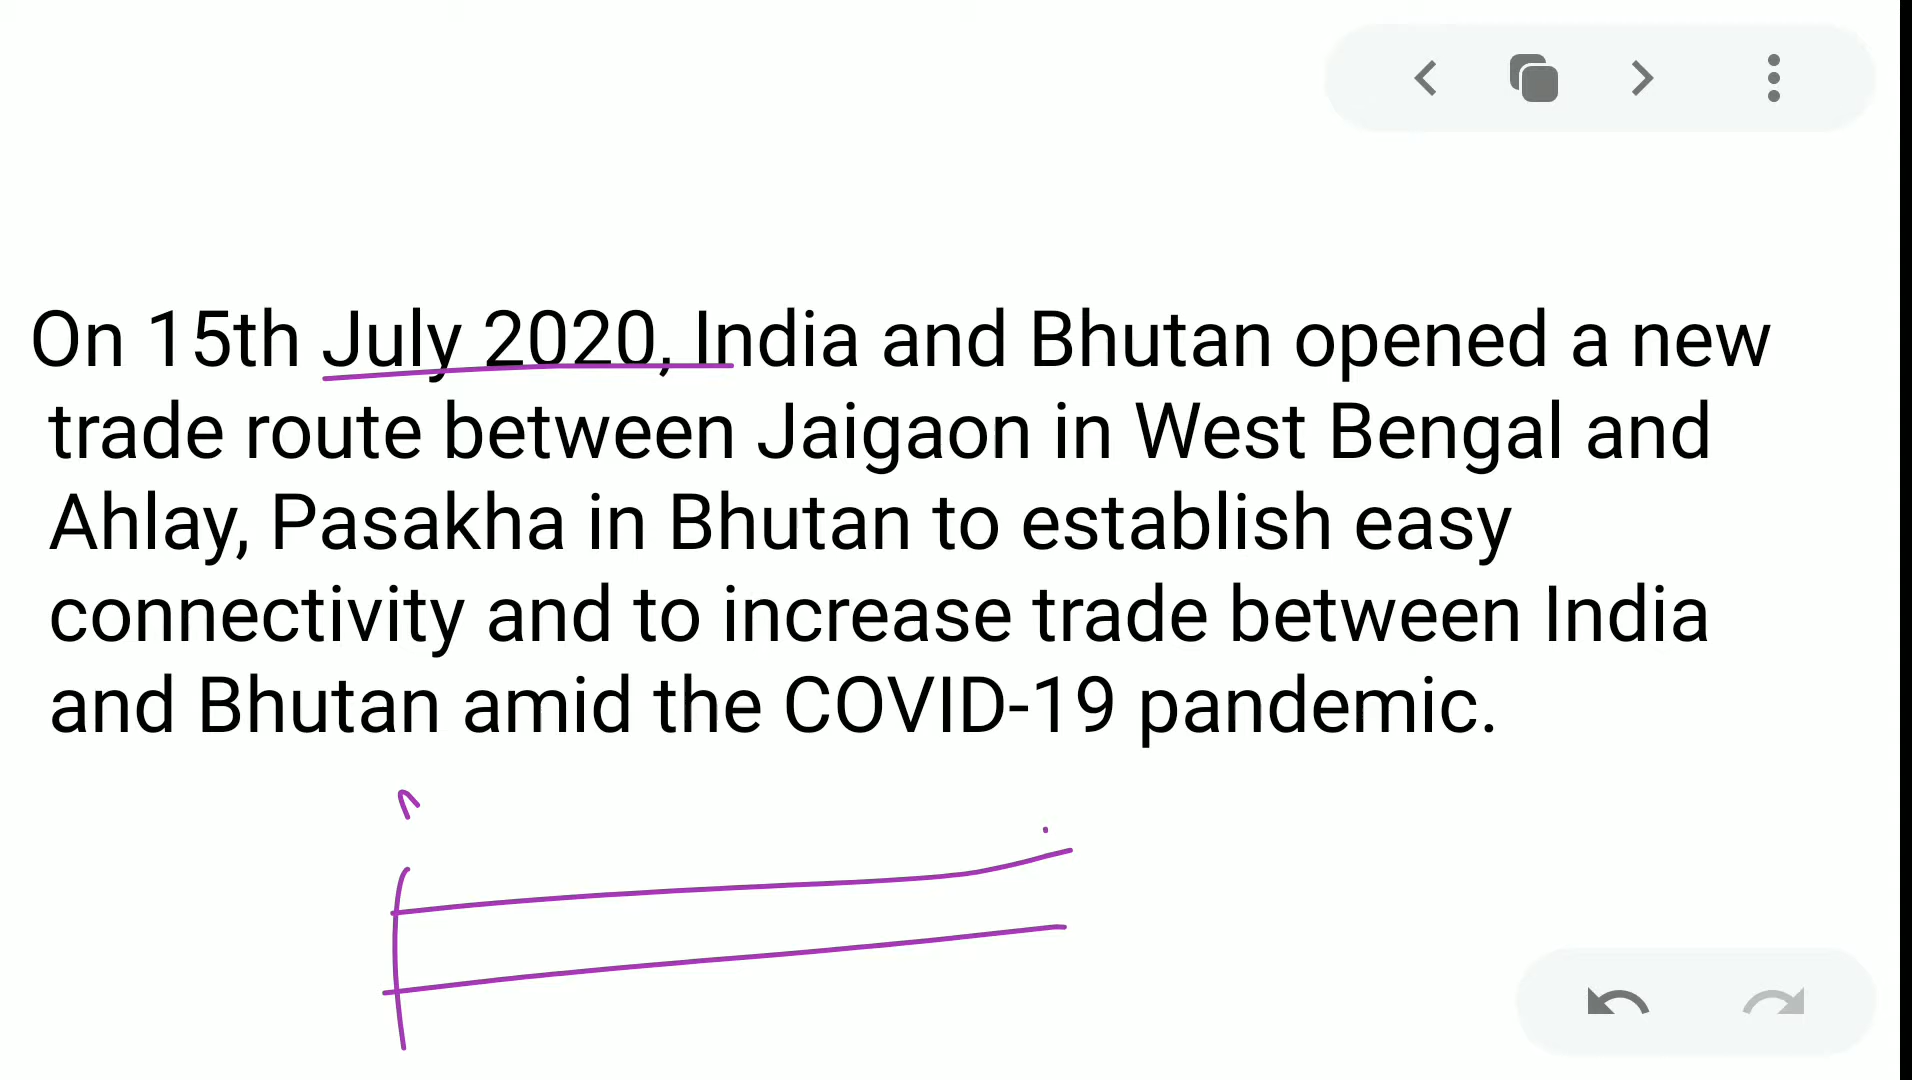 On 15th July 2020, India and Bhutan opened a new
trade route between Jaigaon in West Bengal and
Ahlay, Pasakha in Bhutan to establish easy
connectivity and to increase trade between India
and Bhutan amid the COVID-19 pandemic.